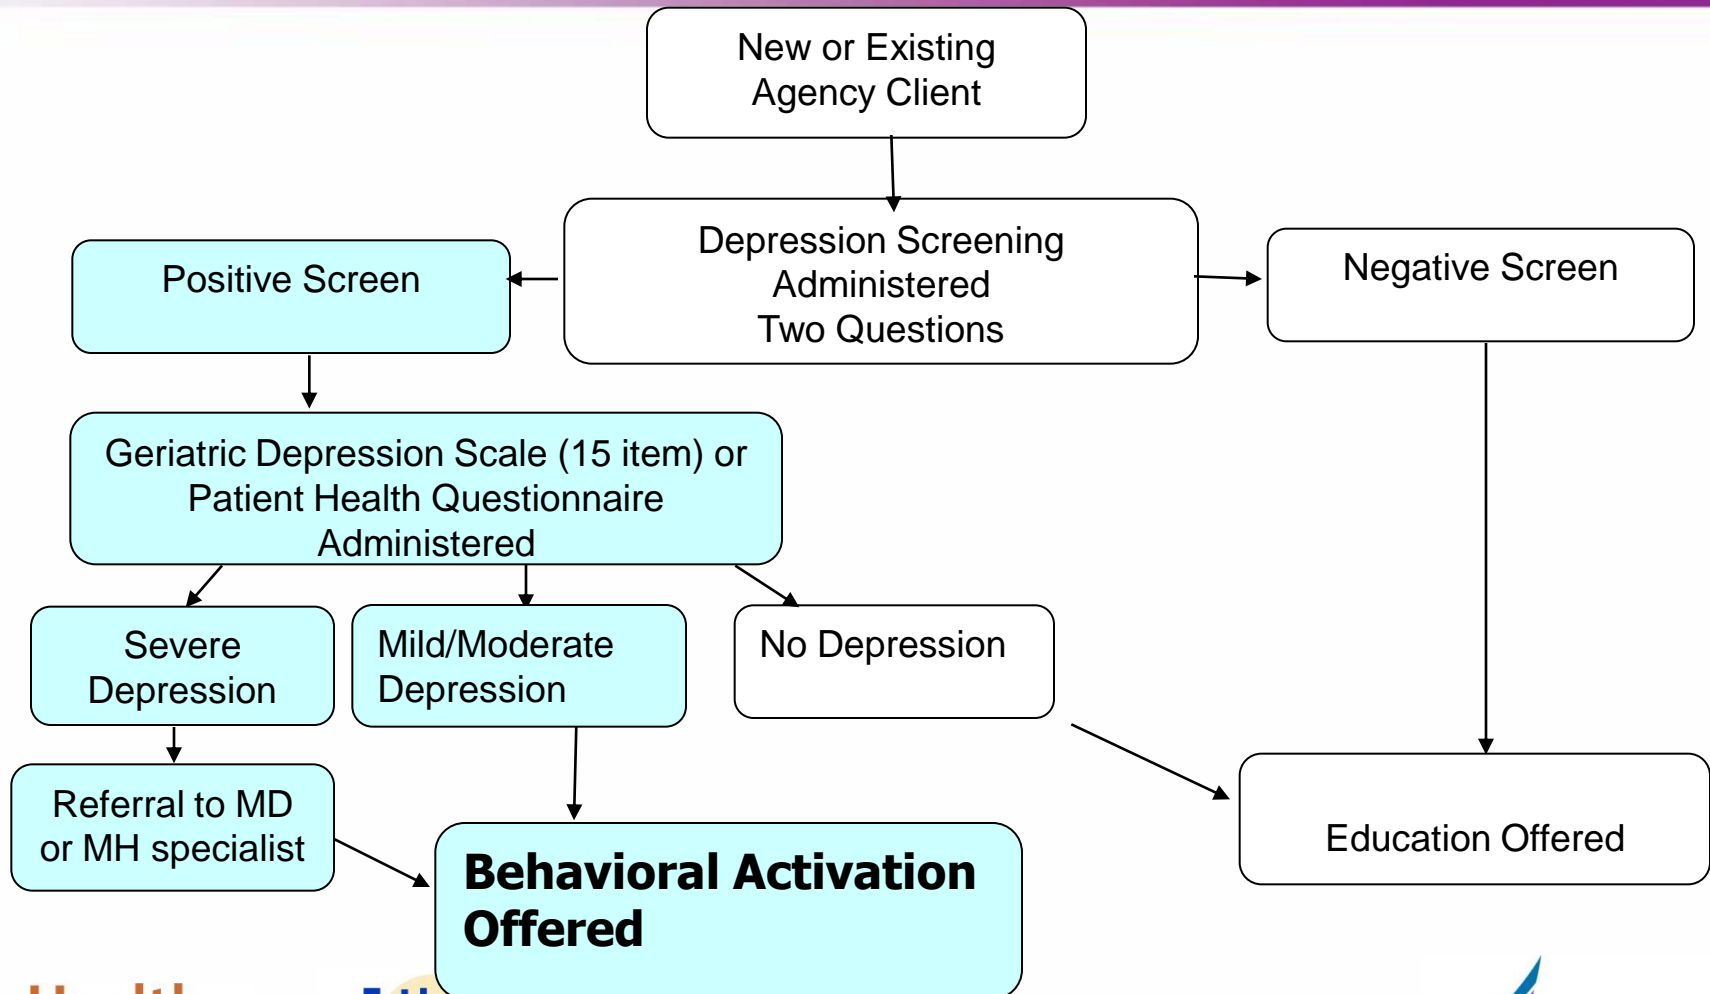 New or Existing
Agency Client
Depression Screening
Administered
Two Questions
Positive Screen
Negative Screen
Geriatric Depression Scale (15 item) or
Patient Health Questionnaire
Administered
Severe
Depression
Mild/Moderate
Depression
No Depression
Referral to MD
or MH specialist
Behavioral Activation
Offered
Education Offered